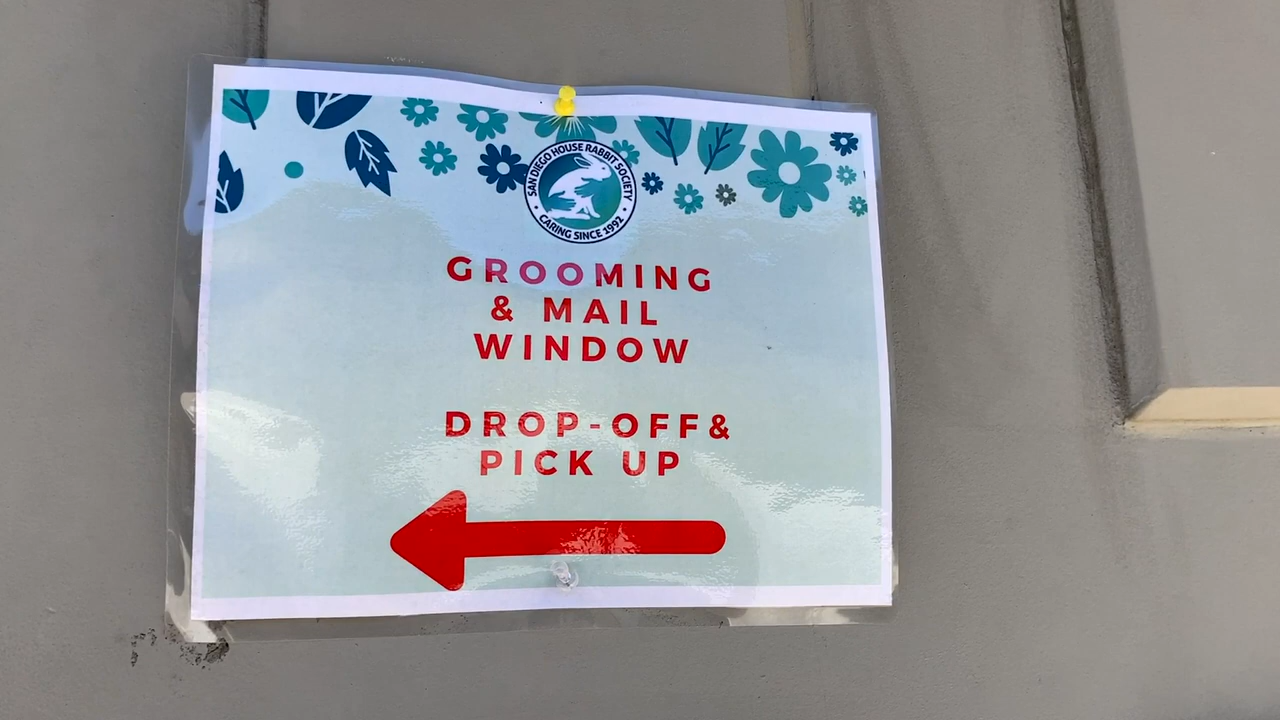 SAN DIEGO HOUSE RABBIT SOCIETY
• CARING SINCE 1992 •
GROOMING
& MAIL
WINDOW
DROP-OFF&
PICK UP